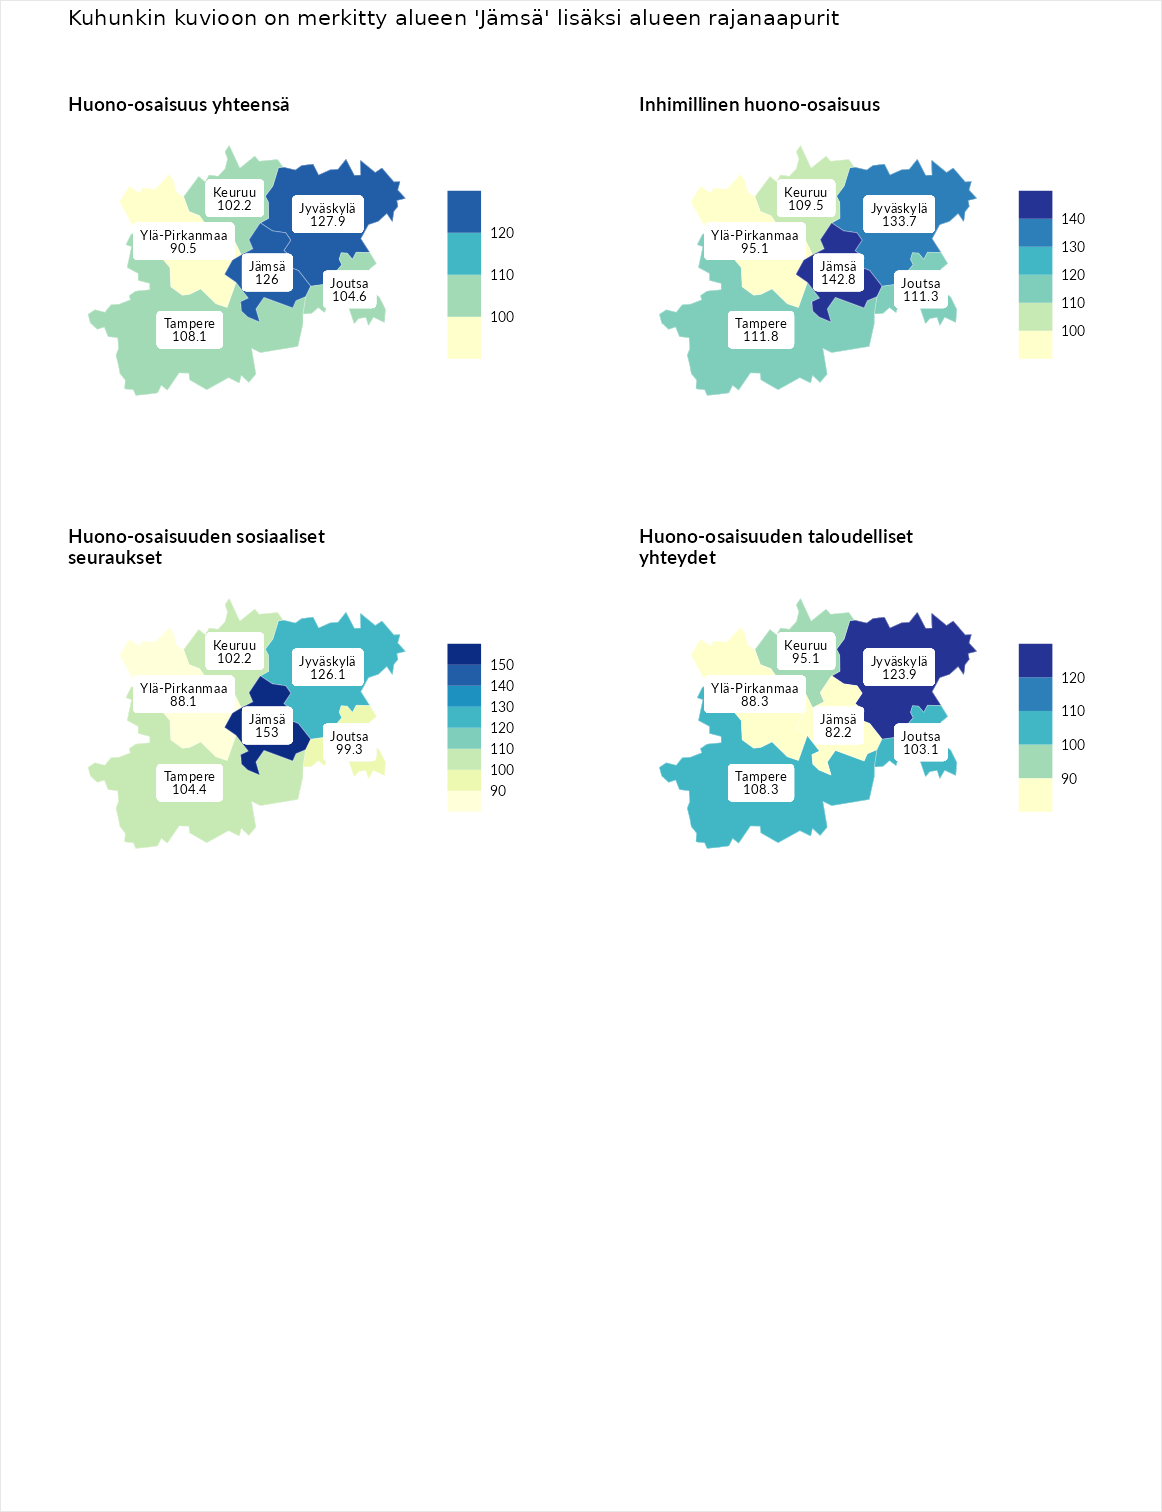 Kuhunkin kuvioon on merkitty alueen 'Jämsä' lisäksi alueen rajanaapurit
Huono-osaisuus yhteensä
Keuruu
102.2
Jyväskylä
127.9
Ylä-Pirkanmaa
90.5
Jämsä
126
Joutsa
104.6
Tampere
108.1
120
110
100
Inhimillinen huono-osaisuus
Keuruu
109.5
Jyväskylä
133.7
Ylä-Pirkanmaa
95.1
Jämsä
142.8
Joutsa
111.3
Tampere
111.8
140
130
120
110
100
Huono-osaisuuden sosiaaliset
seuraukset
Keuruu
102.2
Jyväskylä
126.1
Ylä-Pirkanmaa
88.1
Jämsä
153
Joutsa
99.3
Tampere
104.4
150
140
130
120
110
100
90
Huono-osaisuuden taloudelliset
yhteydet
Keuruu
95.1
Jyväskylä
123.9
Ylä-Pirkanmaa
88.3
Jämsä
82.2
Joutsa
103.1
Tampere
108.3
120
110
100
90